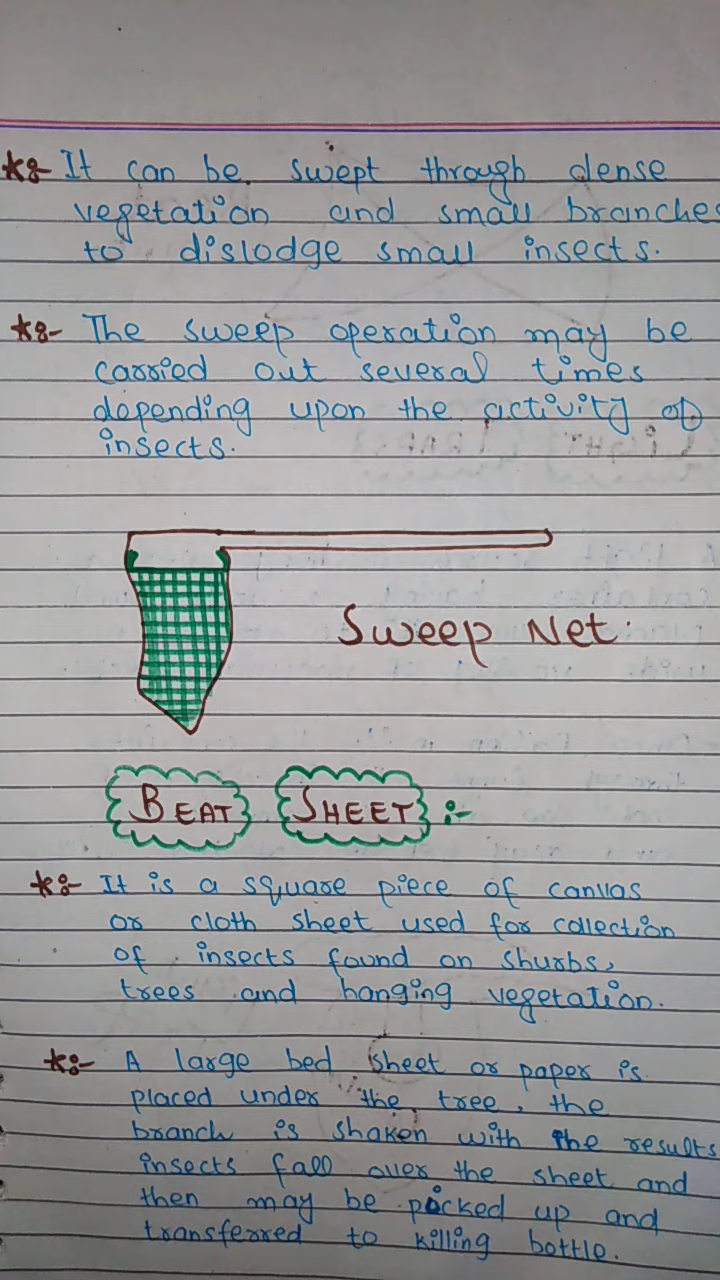 *:- It can be swept through dense
vegetation and small branches
to dislodge small insects.
*:- The sweep operation may be
carried out several times
depending upon the activity of
insects.
Sweep Net.
BEAT SHEET :-
*:- It is a square piece of canvas
or cloth sheet used for collection
of insects found on shurbs,
trees and hanging vegetation.
*:- A large bed sheet or paper is
placed under the tree, the
branch is shaken with the results
insects fall over the sheet and
then may be picked up and
transferred to killing bottle.